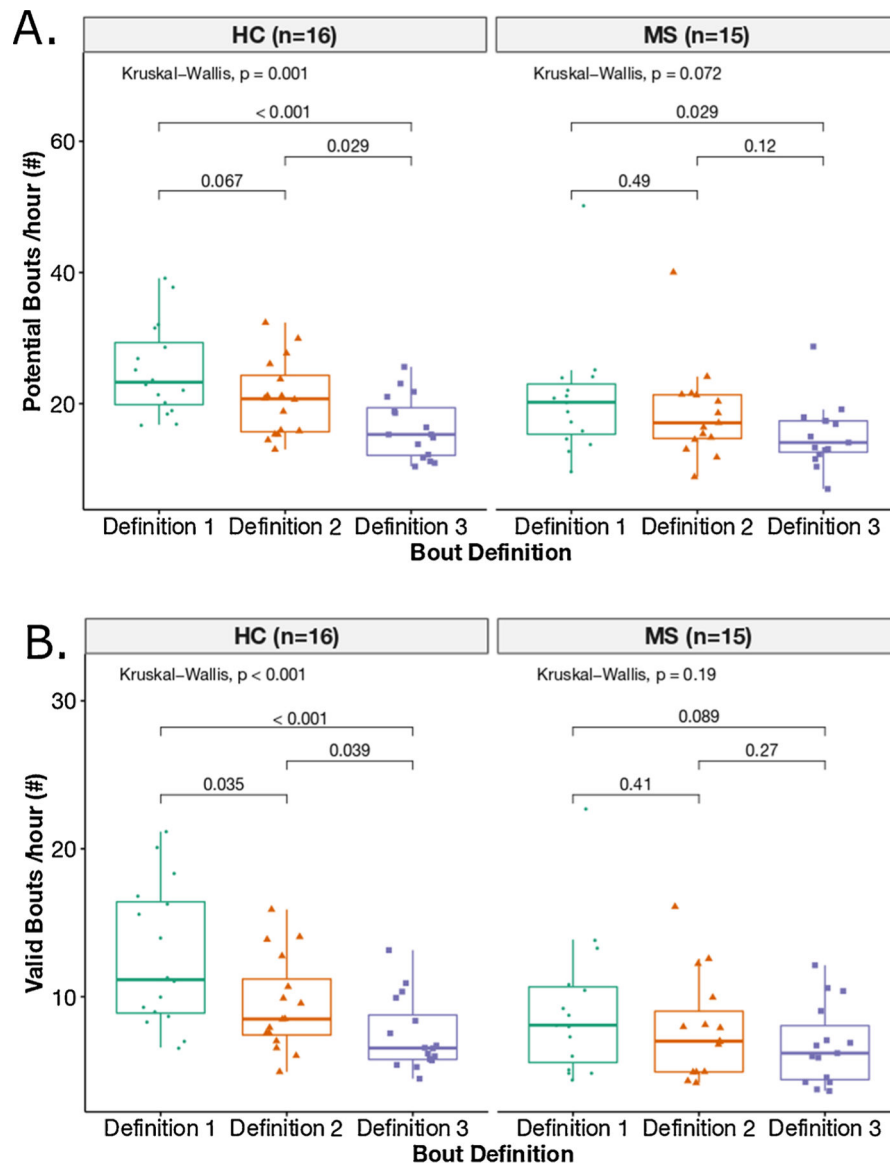 A.
HC (n=16) MS (n=15)
Kruskal−Wallis, p = 0.001 Kruskal−Wallis, p = 0.072
< 0.001 0.029
0.029 0.12
0.067 0.49
Potential Bouts /hour (#)
60
40
20
Definition 1 Definition 2 Definition 3 Definition 1 Definition 2 Definition 3
Bout Definition
B.
HC (n=16) MS (n=15)
Kruskal−Wallis, p < 0.001 Kruskal−Wallis, p = 0.19
< 0.001 0.089
0.039 0.27
0.035 0.41
Valid Bouts /hour (#)
30
20
10
Definition 1 Definition 2 Definition 3 Definition 1 Definition 2 Definition 3
Bout Definition